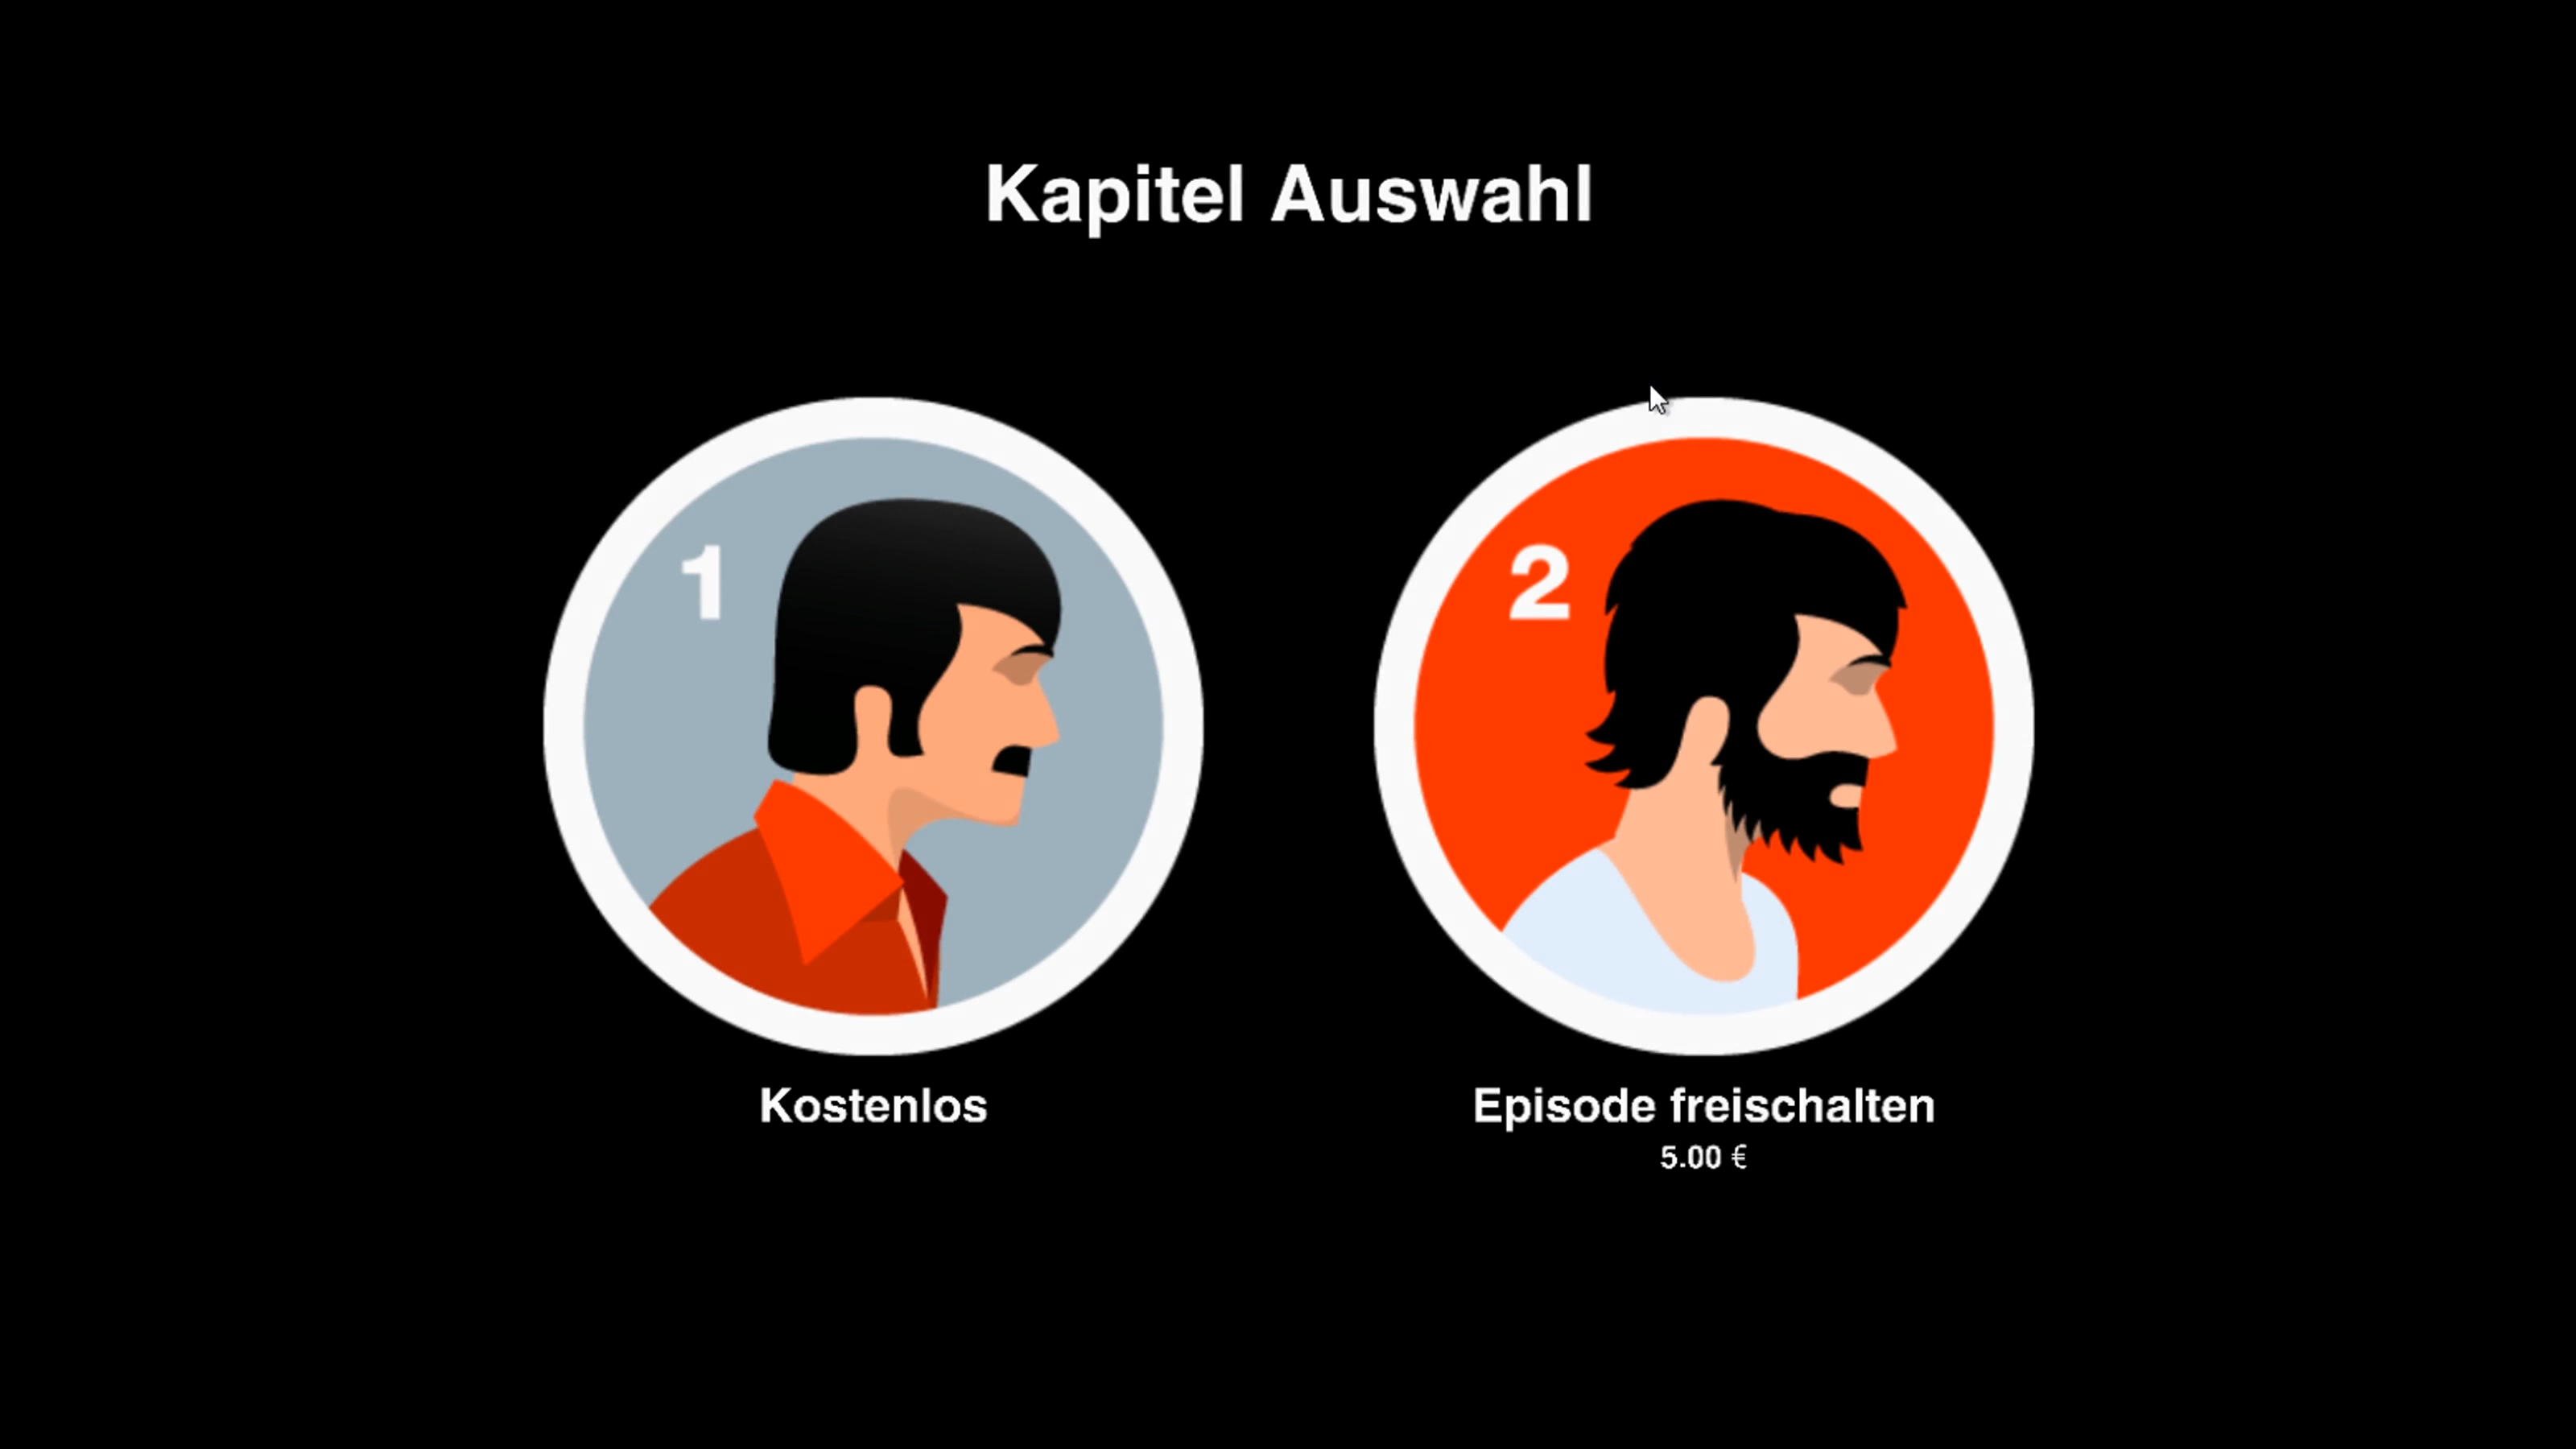 Kapitel Auswahl
1
2
Kostenlos
Episode freischalten
5.00 €